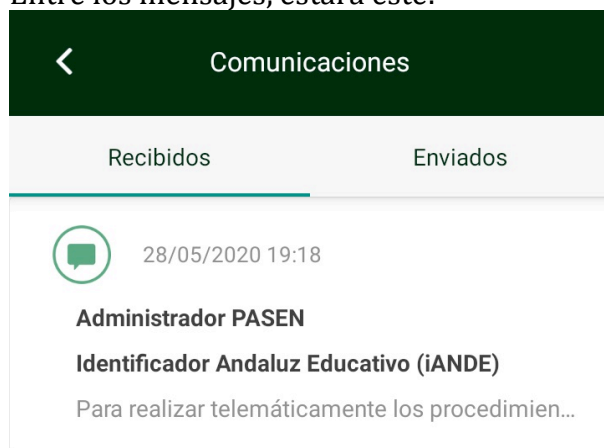 Entre los mensajes, estará este:
Comunicaciones
Recibidos
Enviados
28/05/2020 19:18
Administrador PASEN
Identificador Andaluz Educativo (iANDE)
Para realizar telemáticamente los procedimien...